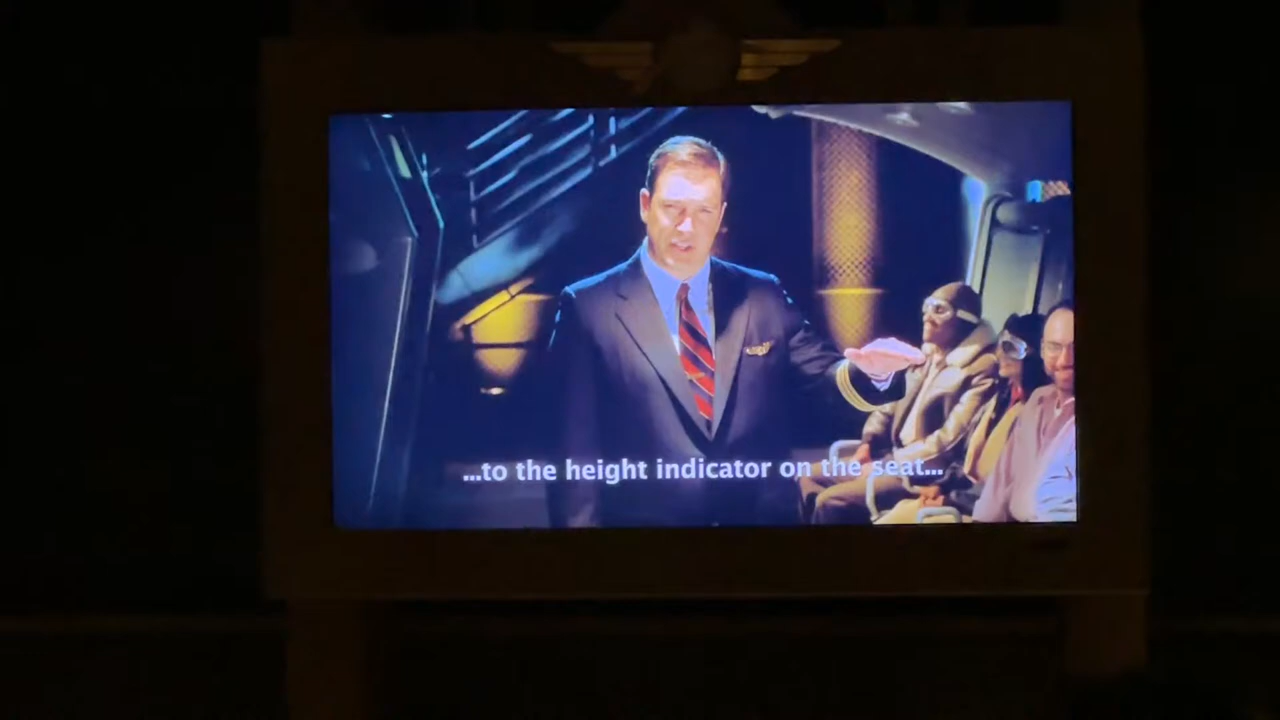 ...to the height indicator on the seat...